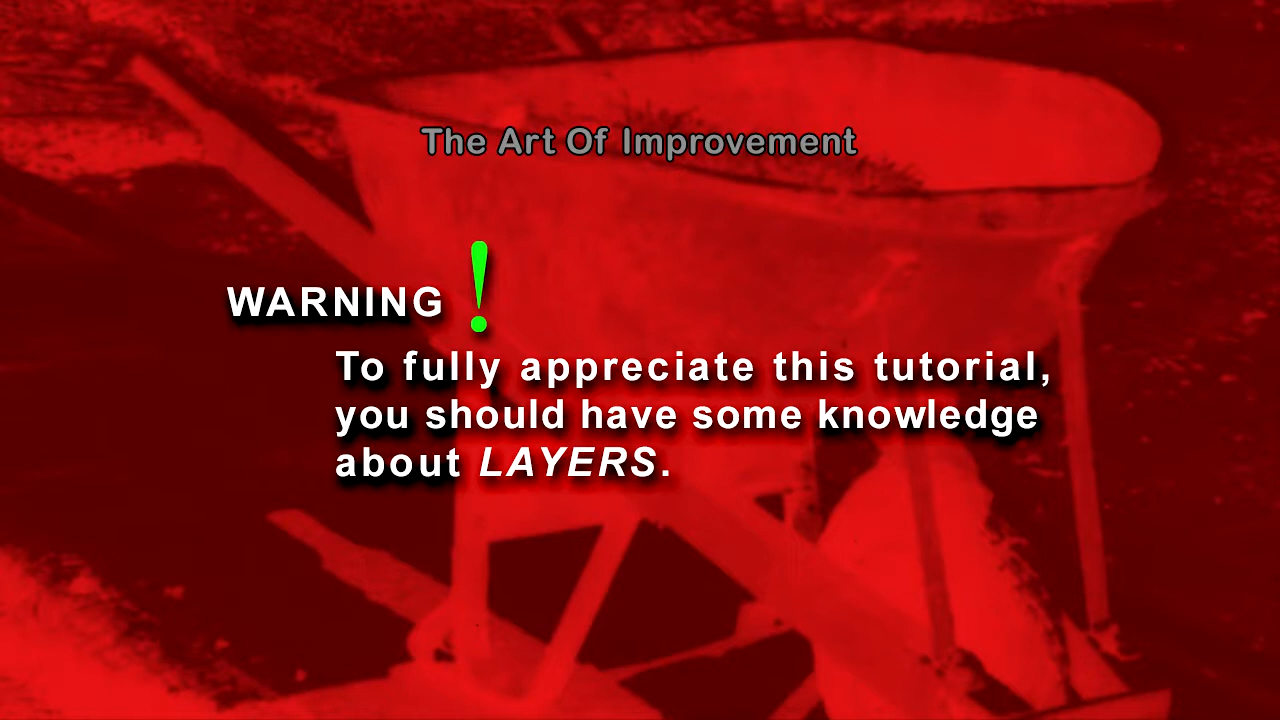 The Art Of Improvement
WARNING !
To fully appreciate this tutorial,
you should have some knowledge
about LAYERS.